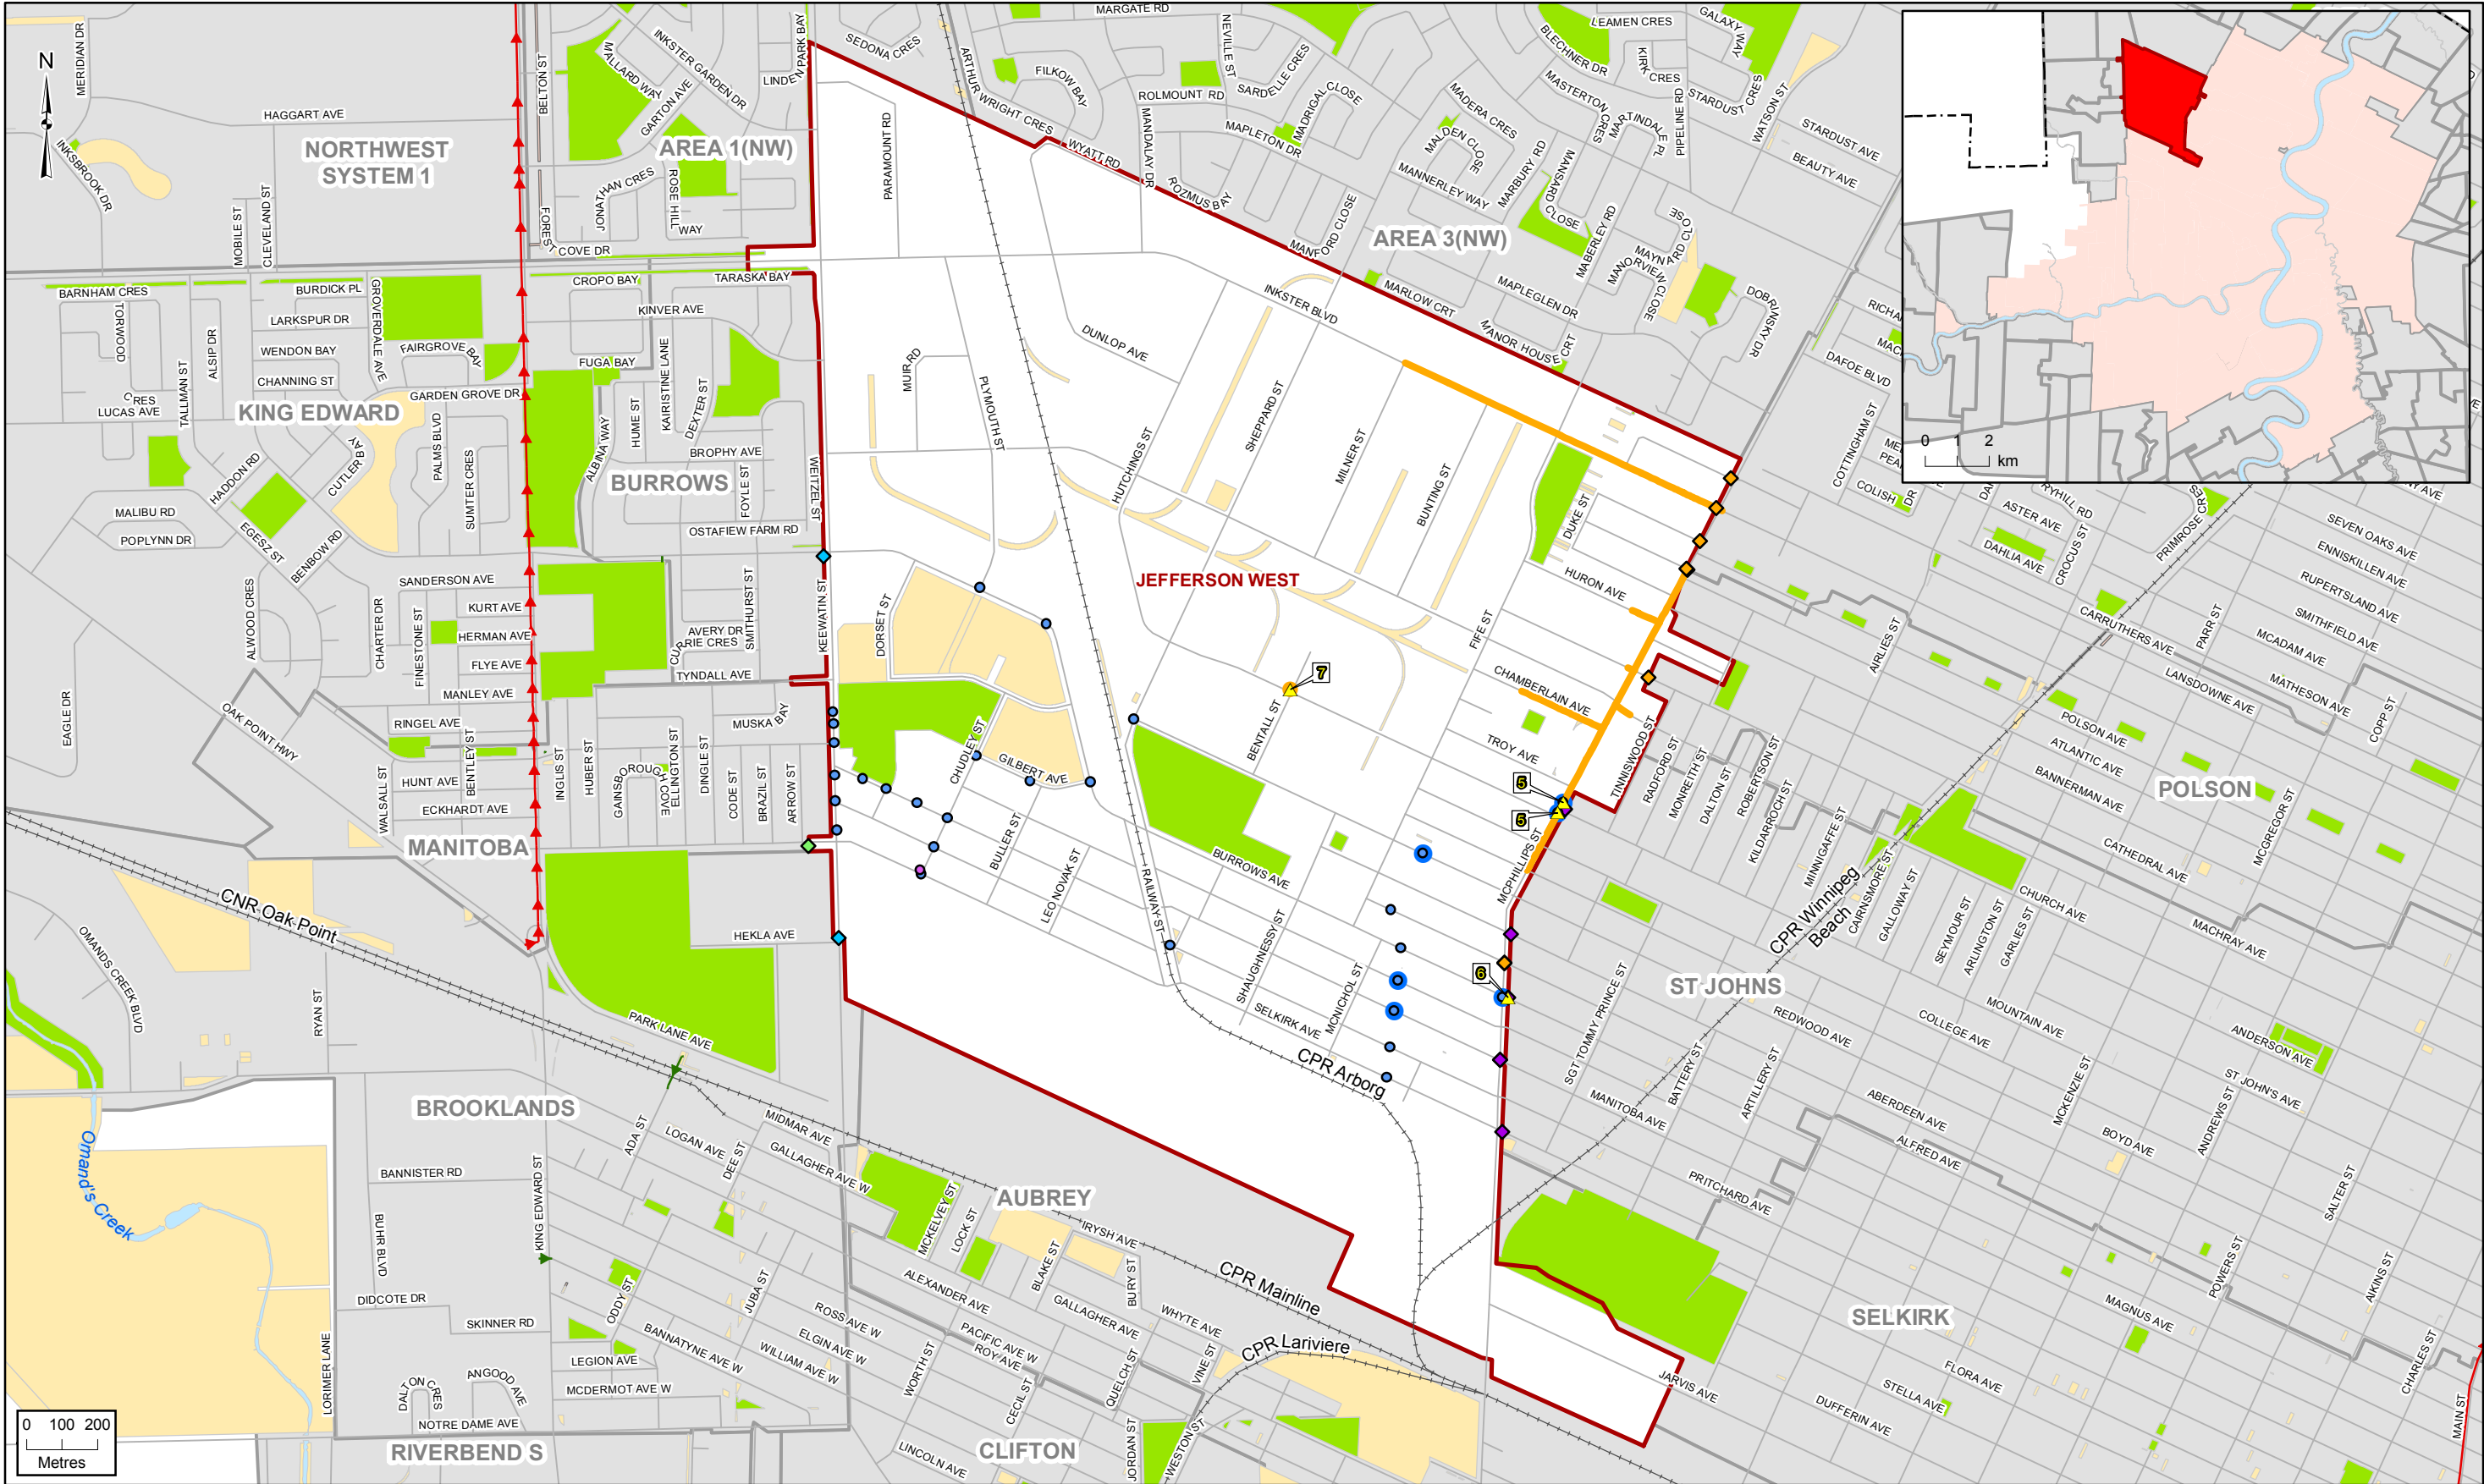 N
MERIDIAN DR
HAGGART AVE
INKSBROOK DR
NORTHWEST
SYSTEM 1
MOBILE ST
CLEVELAND ST
BELTON ST
MALLARD WAY
INKSTER GARDEN DR
GARTON AVE
LINDEN PARK BAY
AREA 1(NW)
JONATHAN CRES
ROSE HILL
WAY
FOREST
COVE DR
SEDONA CRES
ARTHUR WRIGHT CRES
FILKOW BAY
MARGATE RD
NEVILLE ST
ROLMOUNT RD
SARDELLE CRES
MADRIGAL CLOSE
MAPLETON DR
MANDALAY DR
WYATT RD
ROZMUS BAY
MANFORD CLOSE
LEAMEN CRES
BLECHNER DR
KIRK
CRES
GALAXY WAY
STARDUST CRES
WATSON ST
MASTERTON CRES
MADERA CRES
MALDEN CLOSE
MARTINDALE PL
PIPELINE RD
STARDUST AVE
BEAUTY AVE
MANNERLEY WAY
MARBURY RD
MANSARD
CLOSE
AREA 3(NW)
MABERLEY RD
MAYNARD CLOSE
MANORVIEW CLOSE
MAPLEGLEN DR
MARLOW CRT
MANOR HOUSE CRT
DOBRANSKY DR
PARAMOUNT RD
INKSTER BLVD
0 1 2
km
BARNHAM CRES
TORWOOD
CRES
LUCAS AVE
TALLMAN ST
ALSIP DR
BURDICK PL
LARKSPUR DR
WENDON BAY
CHANNING ST
GROVERDALE AVE
FAIRGROVE BAY
GARDEN GROVE DR
KING EDWARD
CROPO BAY
TARASKA BAY
KINVER AVE
FUGA BAY
KAIRISTINE LANE
HUME ST
DEXTER ST
ALBINA WAY
BROPHY AVE
BURROWS
FOYLE ST
WEITZEL ST
OSTAFIEW FARM RD
HADDON RD
CUTLER BAY
PALMS BLVD
SUMTER CRES
MALIBU RD
POPLYNN DR
EGESZ ST
BENBOW RD
MUIR RD
PLYMOUTH ST
DUNLOP AVE
HUTCHINGS ST
SHEPPARD ST
MILNER ST
BUNTING ST
DUKE ST
DAFOE BLVD
COTTINGHAM ST
COLISH
DR
ASTER AVE
DAHLIA AVE
CROCUS ST
PRIMROSE CRES
SEVEN OAKS AVE
ENNISKILLEN AVE
RUPERTSLAND AVE
SMITHFIELD AVE
MCADAM AVE
MATHESON AVE
LANSDOWNE AVE
CARRUTHERS AVE
PARR ST
COPP ST
JEFFERSON WEST
HURON AVE
FIFE ST
CHAMBERLAIN AVE
TROY AVE
AIRLIES ST
SANDERSON AVE
KURT AVE
HERMAN AVE
FLYE AVE
MANLEY AVE
RINGEL AVE
HUNT AVE
ECKHARDT AVE
ALWOOD CRES
CHARTER DR
FINESTONE ST
AVERY DR
CURRIE CRES
SMITHURST ST
TYNDALL AVE
MUSKA BAY
KEEWATIN ST
DORSET ST
EAGLE DR
OAK POINT HWY
WALSALL ST
BENTLEY ST
INGLIS ST
HUBER ST
GAINSBOROUGH COVE
ELLINGTON ST
DINGLE ST
CODE ST
BRAZIL ST
ARROW ST
MANITOBA
CHUDLEY ST
GILBERT AVE
BULLER ST
LEO NOVAK ST
RAILWAY ST
BENTALL ST
7
5
5
6
BURROWS AVE
SHAUGHNESSY ST
MCNICHOL ST
SELKIRK AVE
MCPHILLIPS ST
TINNISWOOD ST
RADFORD ST
MONREITH ST
DALTON ST
ROBERTSON ST
KILDARROCH ST
MINNIGAFFE ST
CAIRNSMORE ST
GALLOWAY ST
SEYMOUR ST
ARLINGTON ST
GARLIES ST
POLSON AVE
ATLANTIC AVE
BANNERMAN AVE
POLSON
CATHEDRAL AVE
MCGREGOR ST
CHURCH AVE
MACHRAY AVE
CPR Winnipeg
Beach
CNR Oak Point
HEKLA AVE
OMANDS CREEK BLVD
RYAN ST
PARK LANE AVE
CPR Arborg
ST JOHNS
SGT TOMMY PRINCE ST
REDWOOD AVE
COLLEGE AVE
MOUNTAIN AVE
ANDERSON AVE
ST JOHN'S AVE
BATTERY ST
ARTILLERY ST
MANITOBA AVE
ABERDEEN AVE
ALFRED AVE
MCKENZIE ST
BOYD AVE
ANDREWS ST
PRITCHARD AVE
SALTER ST
BROOKLANDS
Omand's Creek
BANNISTER RD
BUHR BLVD
KING EDWARD ST
ADA ST
LOGAN AVE
DEE ST
MIDMAR AVE
GALLAGHER AVE W
AUBREY
MCKELVEY ST
LOCK ST
BLAKE ST
IRYSH AVE
BURY ST
CPR Mainline
ALEXANDER AVE
GALLAGHER AVE
WHYTE AVE
CPR Lariviere
DIDCOTE DR
SKINNER RD
ODDY ST
JUBA ST
ROSS AVE W
ELGIN AVE W
WILLIAM AVE W
BANNATYNE AVE W
PACIFIC AVE W
ROY AVE
LEGION AVE
MCDERMOT AVE W
NOTRE DAME AVE
DALTON CRES
ANGOOD AVE
LORIMER LANE
WORTH ST
CECIL ST
QUELCH ST
VINE ST
JORDAN ST
WESTON ST
LINCOLN AVE
RIVERBEND S
CLIFTON
SELKIRK
JARVIS AVE
DUFFERIN AVE
STELLA AVE
FLORA AVE
MAGNUS AVE
POWERS ST
AIKINS ST
CHARLES ST
MAIN ST
0 100 200
Metres